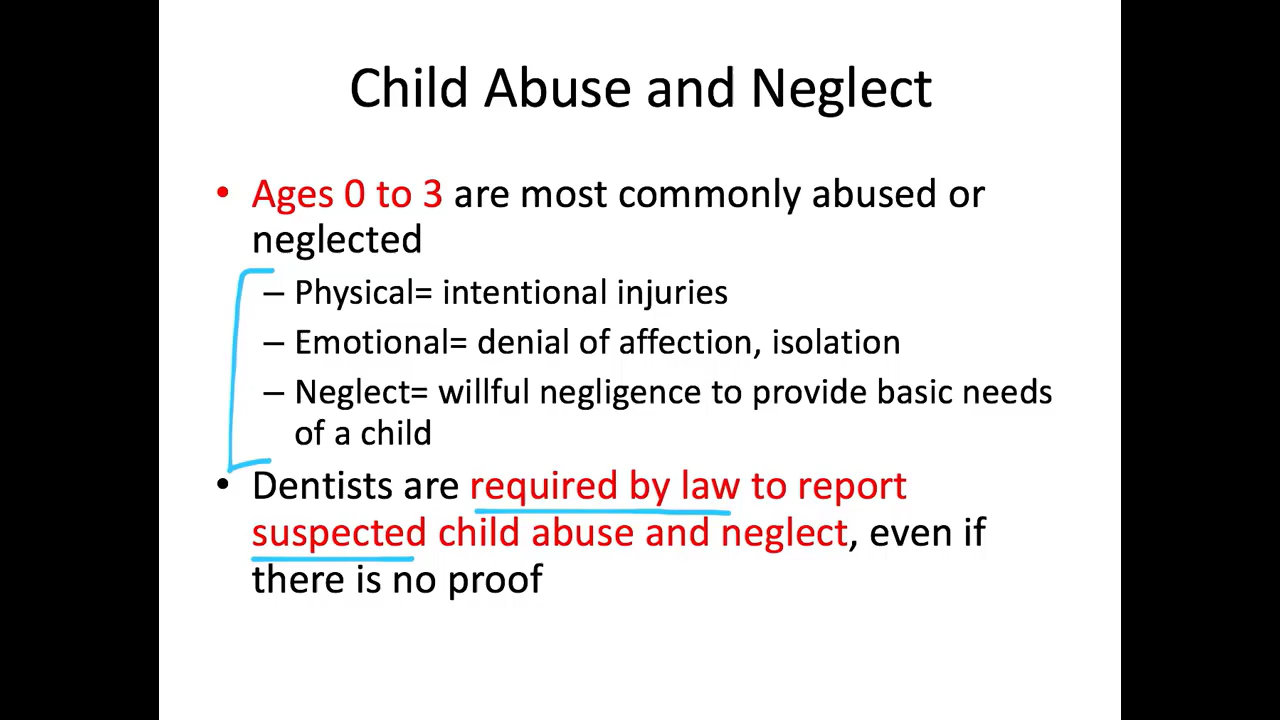 Child Abuse and Neglect
• Ages 0 to 3 are most commonly abused or
neglected
– Physical= intentional injuries
– Emotional= denial of affection, isolation
– Neglect= willful negligence to provide basic needs
of a child
• Dentists are required by law to report
suspected child abuse and neglect, even if
there is no proof